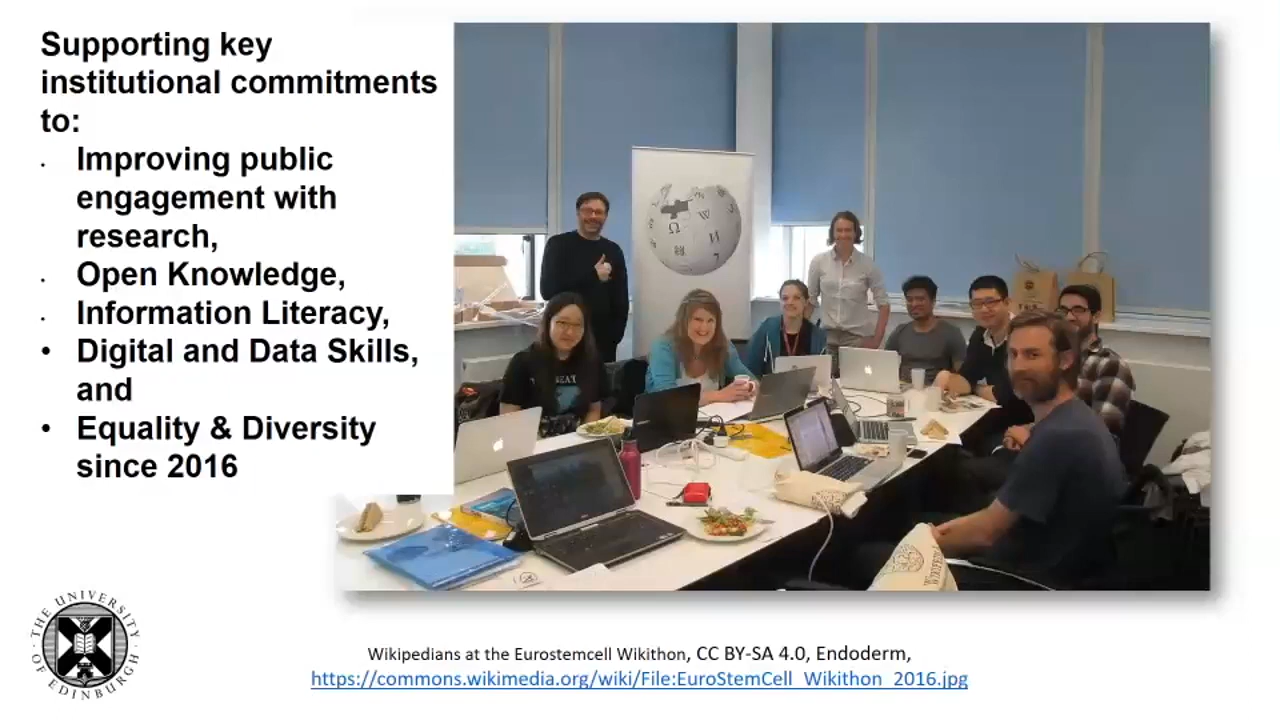 Supporting key
institutional commitments
to:
· Improving public
engagement with
research,
· Open Knowledge,
· Information Literacy,
• Digital and Data Skills,
and
• Equality & Diversity
since 2016
THE UNIVERSITY
OF EDINBURGH
Wikipedians at the Eurostemcell Wikithon, CC BY-SA 4.0, Endoderm,
https://commons.wikimedia.org/wiki/File:EuroStemCell_Wikithon_2016.jpg